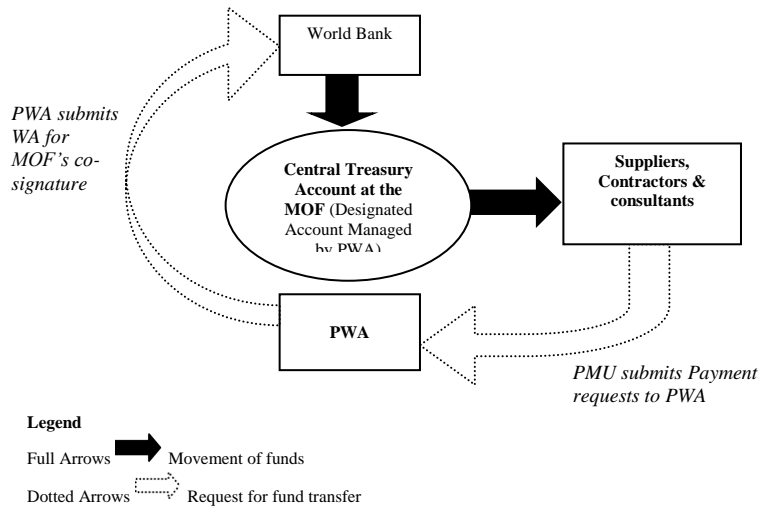 World Bank
PWA submits
WA for
MOF's co-
signature
Central Treasury
Account at the
MOF (Designated
Account Managed
by PWA)
Suppliers,
Contractors &
consultants
PWA
PMU submits Payment
requests to PWA
Legend
Full Arrows Movement of funds
Dotted Arrows Request for fund transfer